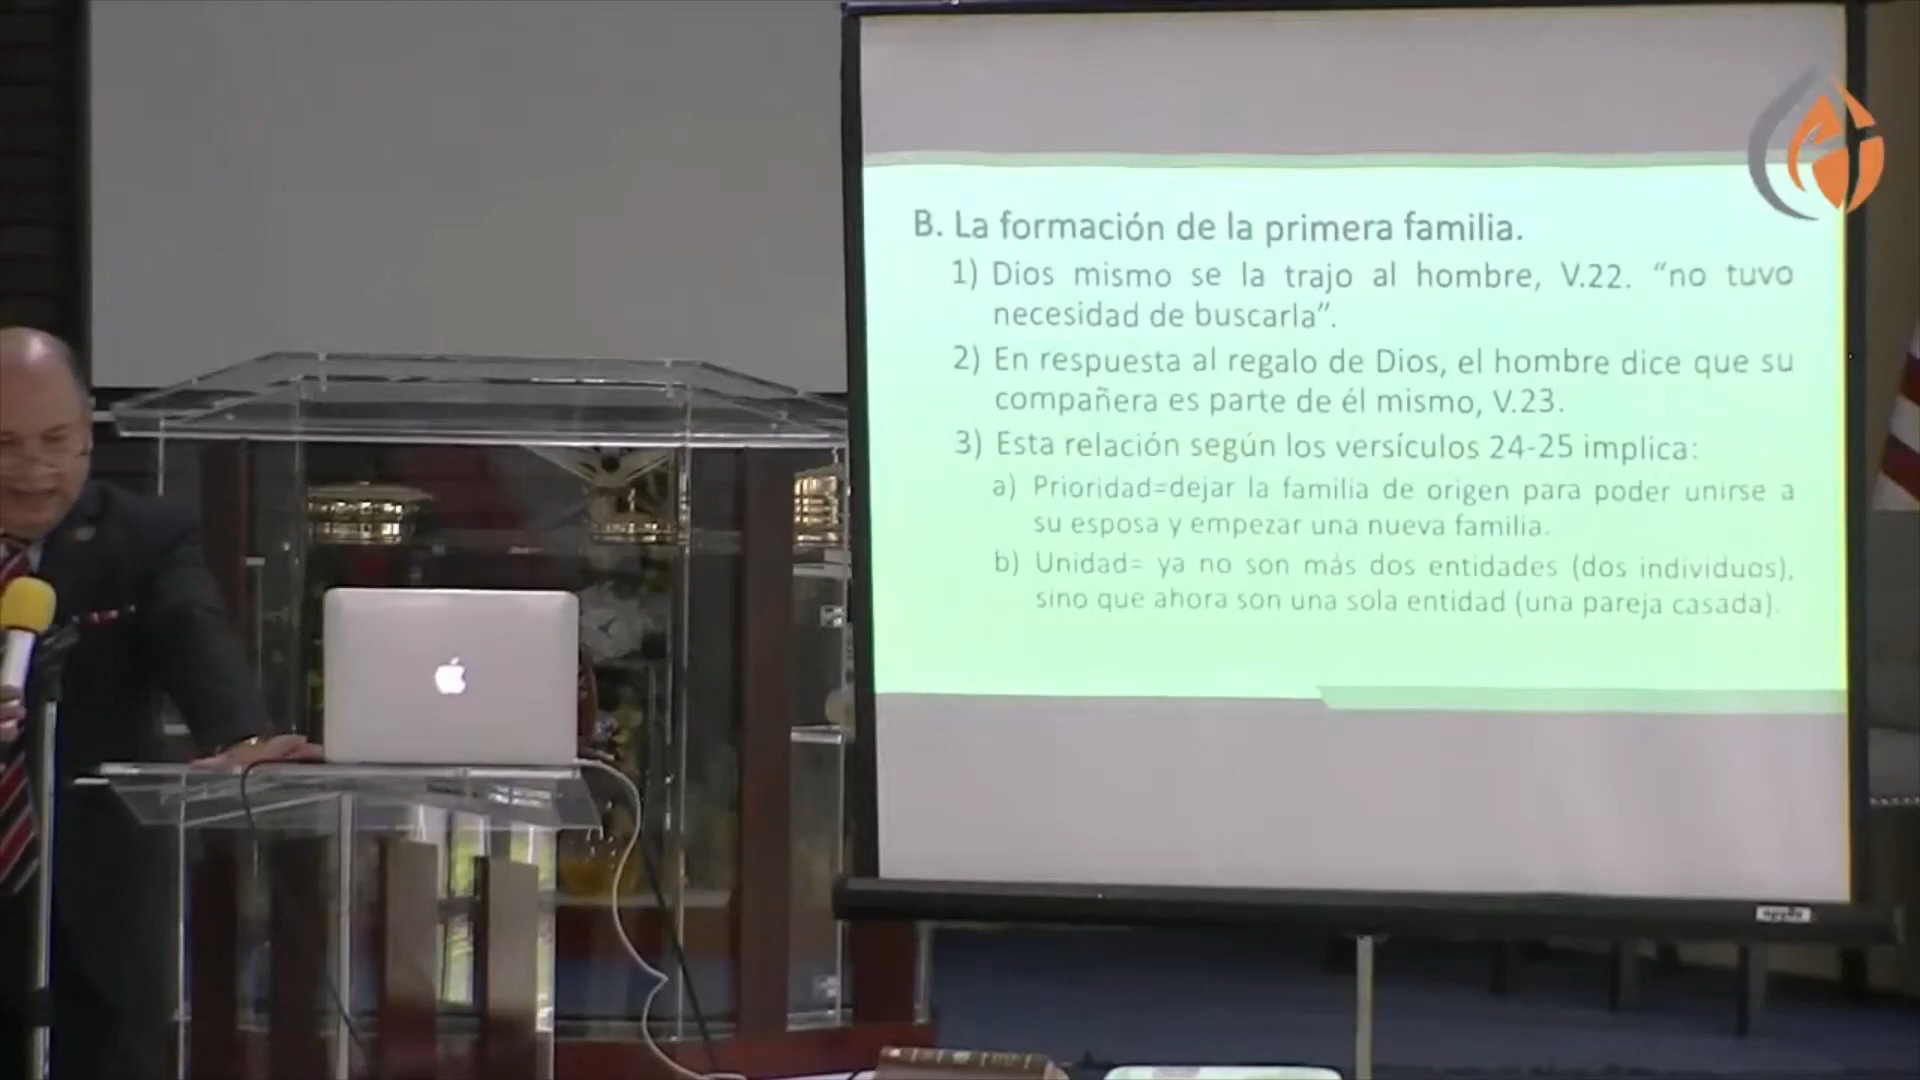 B. La formación de la primera familia.
1) Dios mismo se la trajo al hombre, V.22. “no tuvo
necesidad de buscarla”.
2) En respuesta al regalo de Dios, el hombre dice que su
compañera es parte de él mismo, V.23.
3) Esta relación según los versículos 24-25 implica:
a) Prioridad=dejar la familia de origen para poder unirse a
su esposa y empezar una nueva familia.
b) Unidad= ya no son más dos entidades (dos individuos),
sino que ahora son una sola entidad (una pareja casada).